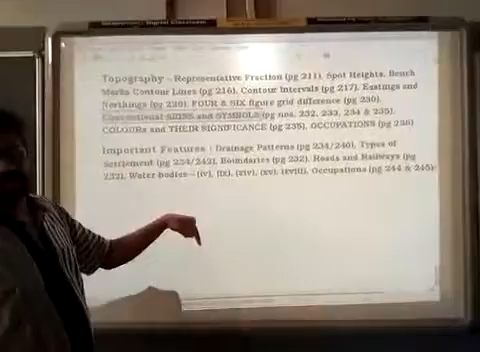 Topography - Representative Fraction (pg 211), Spot Heights, Bench
Marks Contour Lines (pg 216), Contour Intervals (pg 217), Eastings and
Northings (pg 220), FOUR & SIX figure grid difference (pg 230),
Conventional SIGNS and SYMBOLS (pg nos. 232, 233, 234 & 235),
COLOURs and THEIR SIGNIFICANCE (pg 235), OCCUPATIONS (pg 236)
Important Features : Drainage Patterns (pg 234/240), Types of
Settlement (pg 234/242), Boundaries (pg 232), Roads and Railways (pg
232), Water-bodies - (iv), (ix), (xiv), (xv), (xviii), Occupations (pg 244 & 245)